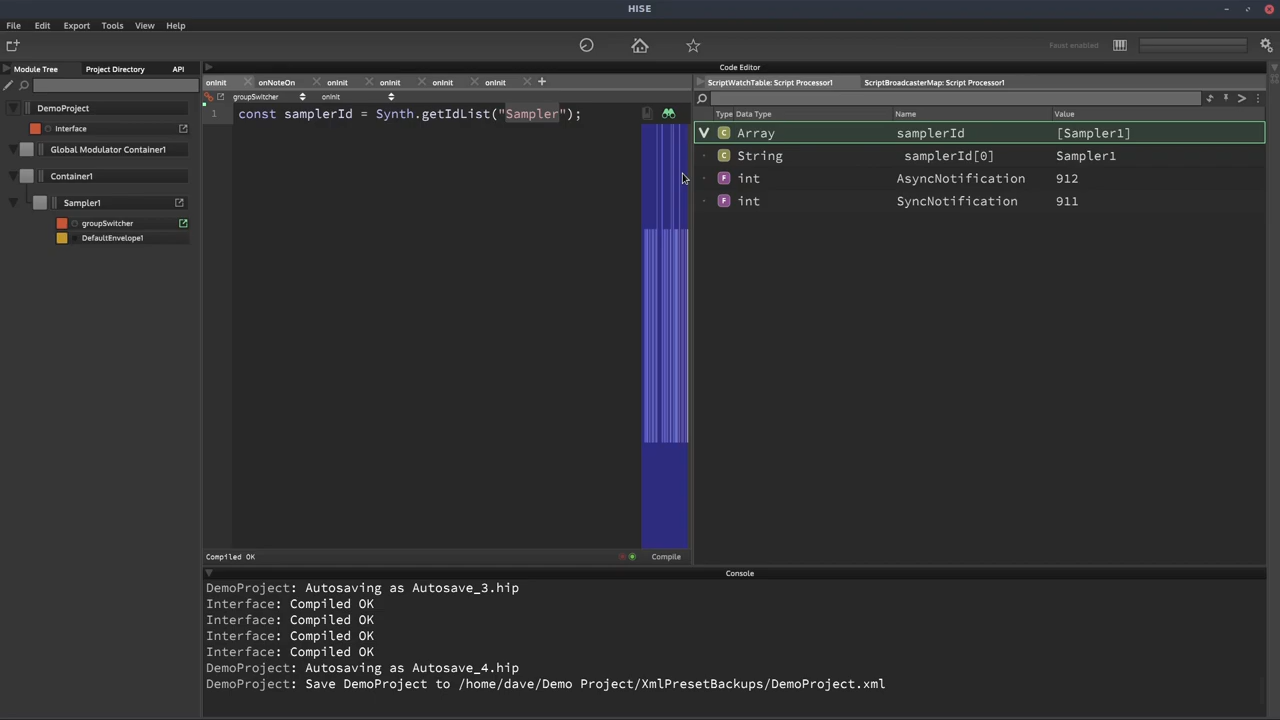 HISE
File Edit Export Tools View Help
Faust enabled
Module Tree Project Directory API
DemoProject
Interface
Global Modulator Container1
Container1
Sampler1
groupSwitcher
DefaultEnvelope1
Code Editor
onInit onNoteOn onInit onInit onInit onInit
groupSwitcher onInit
1 const samplerId = Synth.getIdList("Sampler");
Compiled OK Compile
ScriptWatchTable: Script Processor1 ScriptBroadcasterMap: Script Processor1
Type Data Type Name Value
C Array samplerId [Sampler1]
C String samplerId[0] Sampler1
F int AsyncNotification 912
F int SyncNotification 911
Console
DemoProject: Autosaving as Autosave_3.hip
Interface: Compiled OK
Interface: Compiled OK
Interface: Compiled OK
Interface: Compiled OK
DemoProject: Autosaving as Autosave_4.hip
DemoProject: Save DemoProject to /home/dave/Demo Project/XmlPresetBackups/DemoProject.xml